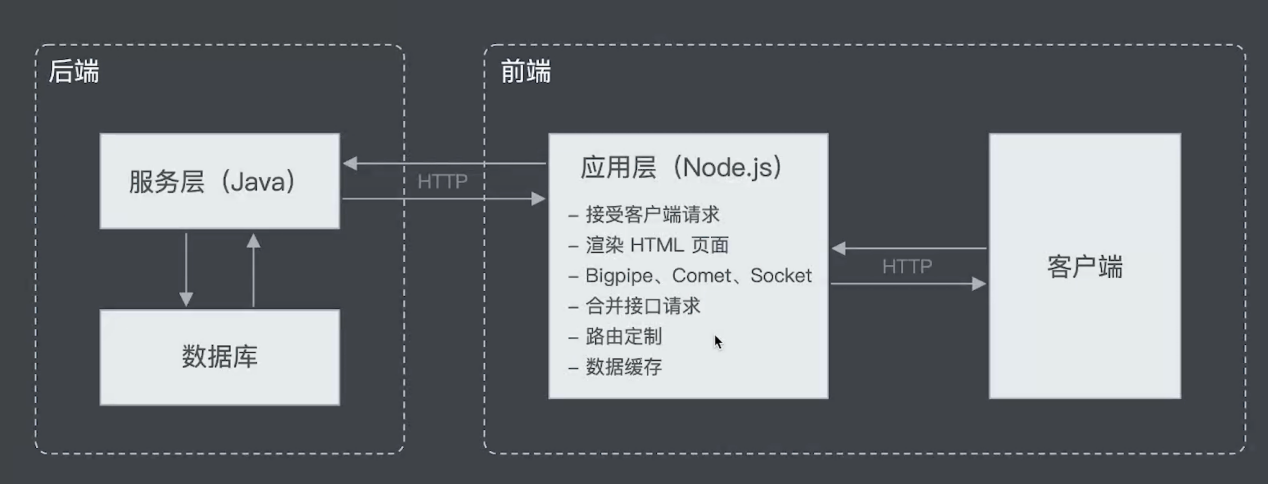 后端
服务层（Java）
数据库
HTTP
前端
应用层（Node.js）
– 接受客户端请求
– 渲染 HTML 页面
– Bigpipe、Comet、Socket
– 合并接口请求
– 路由定制
– 数据缓存
HTTP
客户端